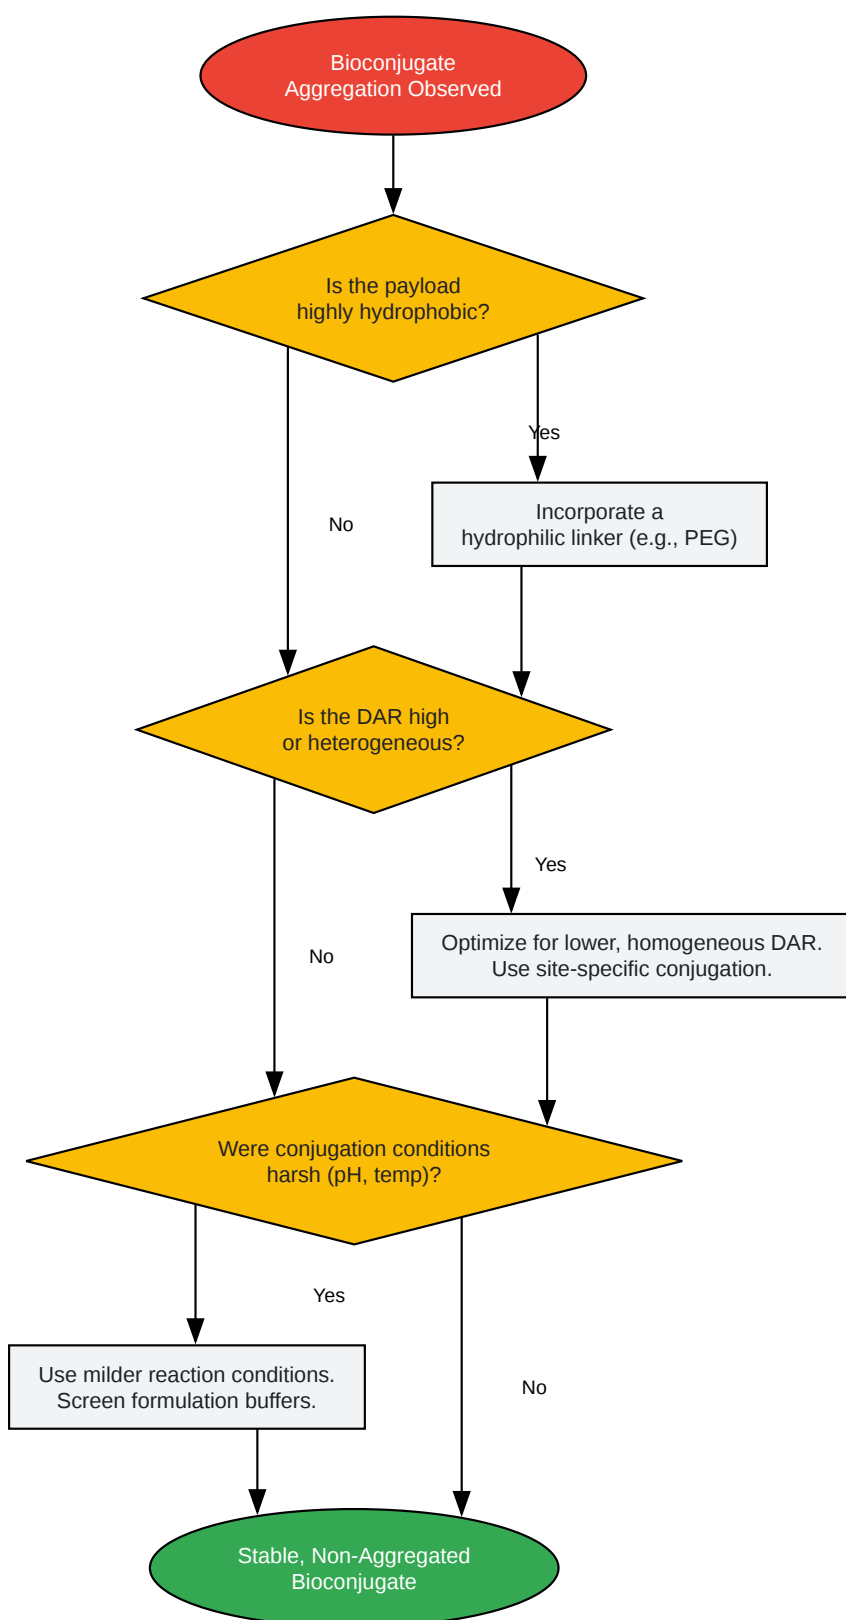 Bioconjugate
Aggregation Observed
Is the payload
highly hydrophobic?
Yes
Incorporate a
hydrophilic linker (e.g., PEG)
No
Is the DAR high
or heterogeneous?
Yes
Optimize for lower, homogeneous DAR.
Use site-specific conjugation.
No
Were conjugation conditions
harsh (pH, temp)?
Yes
Use milder reaction conditions.
Screen formulation buffers.
No
Stable, Non-Aggregated
Bioconjugate